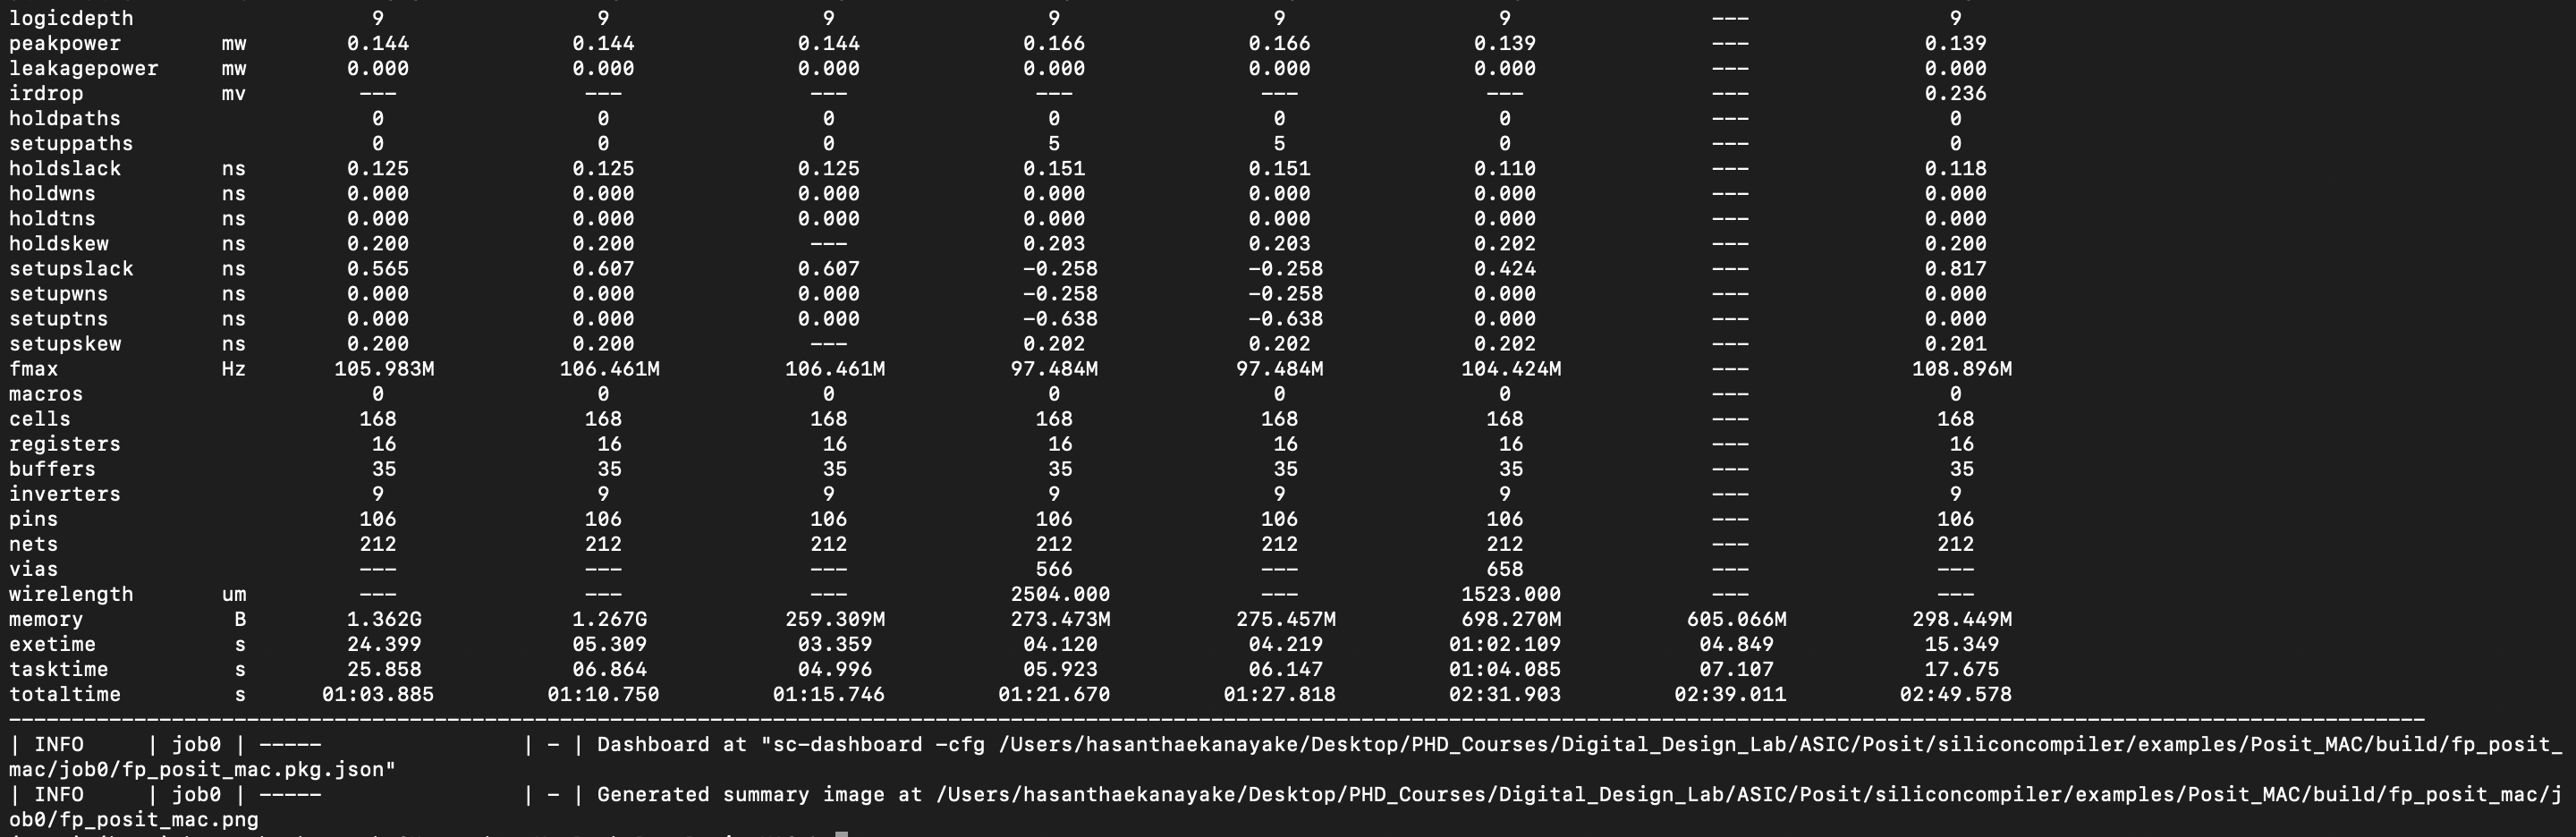 logicdepth 9 9 9 9 9 9 --- 9
peakpower mw 0.144 0.144 0.144 0.166 0.166 0.139 --- 0.139
leakagepower mw 0.000 0.000 0.000 0.000 0.000 0.000 --- 0.000
irdrop mv --- --- --- --- --- --- --- 0.236
holdpaths 0 0 0 0 0 0 --- 0
setuppaths 0 0 0 5 5 0 --- 0
holdslack ns 0.125 0.125 0.125 0.151 0.151 0.110 --- 0.118
holdwns ns 0.000 0.000 0.000 0.000 0.000 0.000 --- 0.000
holdtns ns 0.000 0.000 0.000 0.000 0.000 0.000 --- 0.000
holdskew ns 0.200 0.200 --- 0.203 0.203 0.202 --- 0.200
setupslack ns 0.565 0.607 0.607 -0.258 -0.258 0.424 --- 0.817
setupwns ns 0.000 0.000 0.000 -0.258 -0.258 0.000 --- 0.000
setuptns ns 0.000 0.000 0.000 -0.638 -0.638 0.000 --- 0.000
setupskew ns 0.200 0.200 --- 0.202 0.202 0.202 --- 0.201
fmax Hz 105.983M 106.461M 106.461M 97.484M 97.484M 104.424M --- 108.896M
macros 0 0 0 0 0 0 --- 0
cells 168 168 168 168 168 168 --- 168
registers 16 16 16 16 16 16 --- 16
buffers 35 35 35 35 35 35 --- 35
inverters 9 9 9 9 9 9 --- 9
pins 106 106 106 106 106 106 --- 106
nets 212 212 212 212 212 212 --- 212
vias --- --- --- 566 --- 658 --- ---
wirelength um --- --- --- 2504.000 --- 1523.000 --- ---
memory B 1.362G 1.267G 259.309M 273.473M 275.457M 698.270M 605.066M 298.449M
exetime s 24.399 05.309 03.359 04.120 04.219 01:02.109 04.849 15.349
tasktime s 25.858 06.864 04.996 05.923 06.147 01:04.085 07.107 17.675
totaltime s 01:03.885 01:10.750 01:15.746 01:21.670 01:27.818 02:31.903 02:39.011 02:49.578
| INFO | job0 | ----- | - | Dashboard at "sc-dashboard -cfg /Users/hasanthaekanayake/Desktop/PHD_Courses/Digital_Design_Lab/ASIC/Posit/siliconcompiler/examples/Posit_MAC/build/fp_posit_
mac/job0/fp_posit_mac.pkg.json"
| INFO | job0 | ----- | - | Generated summary image at /Users/hasanthaekanayake/Desktop/PHD_Courses/Digital_Design_Lab/ASIC/Posit/siliconcompiler/examples/Posit_MAC/build/fp_posit_mac/j
ob0/fp_posit_mac.png